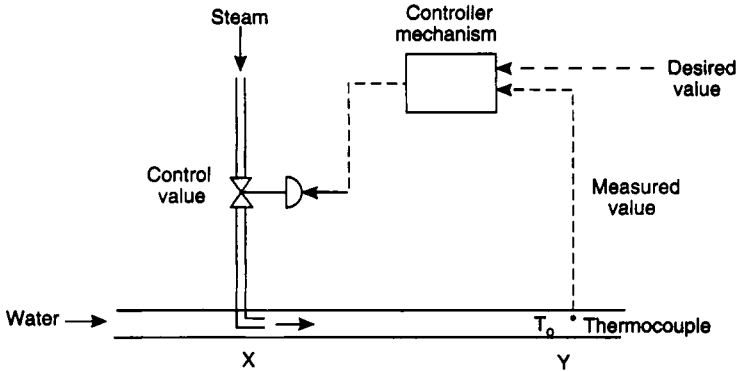 Steam
Controller
mechanism
Desired
value
Control
value
Measured
value
Water
T₀
Thermocouple
X
Y